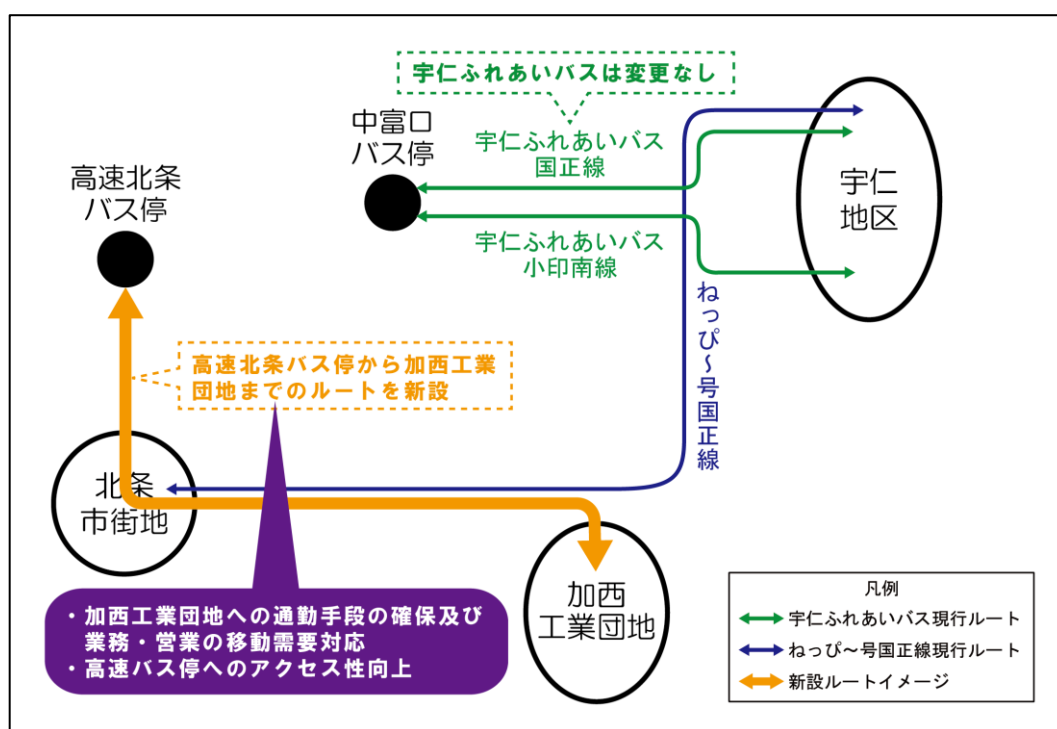 宇仁ふれあいバスは変更なし
中富口
バス停
宇仁ふれあいバス
国正線
高速北条
バス停
宇仁
地区
宇仁ふれあいバス
小印南線
ねっぴ～号国正線
高速北条バス停から加西工業
団地までのルートを新設
北条
市街地
・加西工業団地への通勤手段の確保及び
業務・営業の移動需要対応
・高速バス停へのアクセス性向上
加西
工業団地
凡例
宇仁ふれあいバス現行ルート
ねっぴ～号国正線現行ルート
新設ルートイメージ